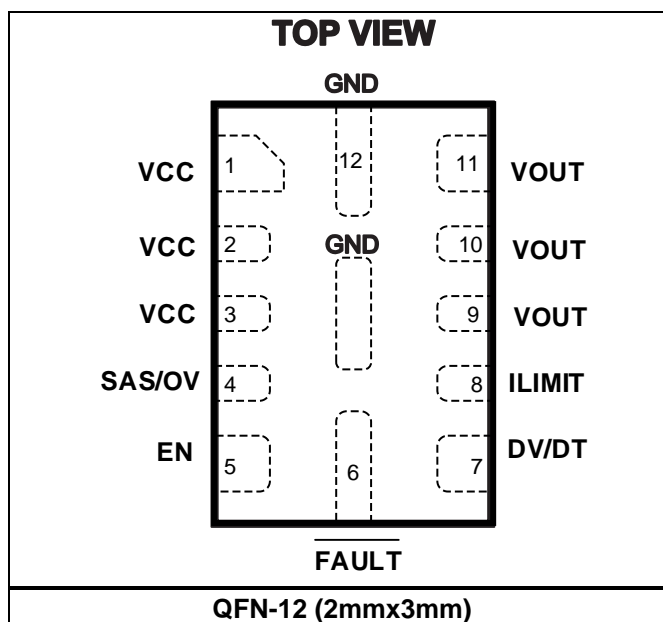 TOP VIEW
GND
VCC 1 12 11 VOUT
VCC 2 GND 10 VOUT
VCC 3 9 VOUT
SAS/OV 4 8 ILIMIT
EN 5 6 7 DV/DT
FAULT
QFN-12 (2mmx3mm)